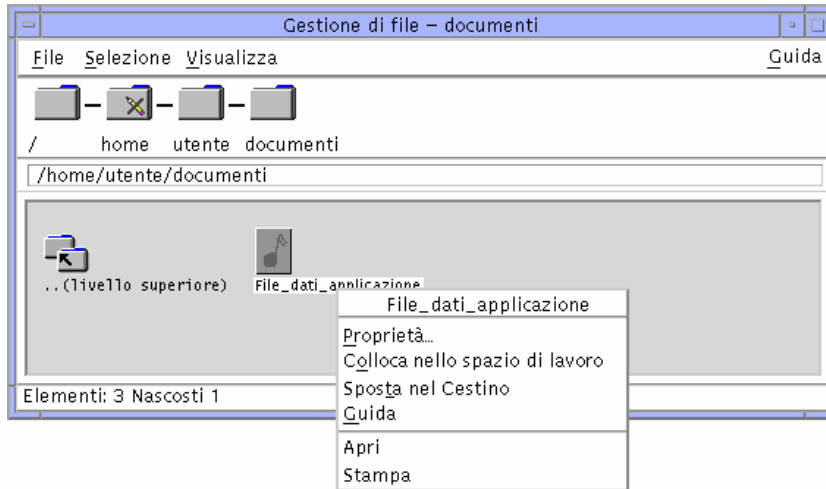 Gestione di file – documenti
File Selezione Visualizza Guida
/ home utente documenti
/home/utente/documenti
..(livello superiore) File_dati_applicazione
File_dati_applicazione
Proprietà...
Colloca nello spazio di lavoro
Sposta nel Cestino
Guida
Apri
Stampa
Elementi: 3 Nascosti 1